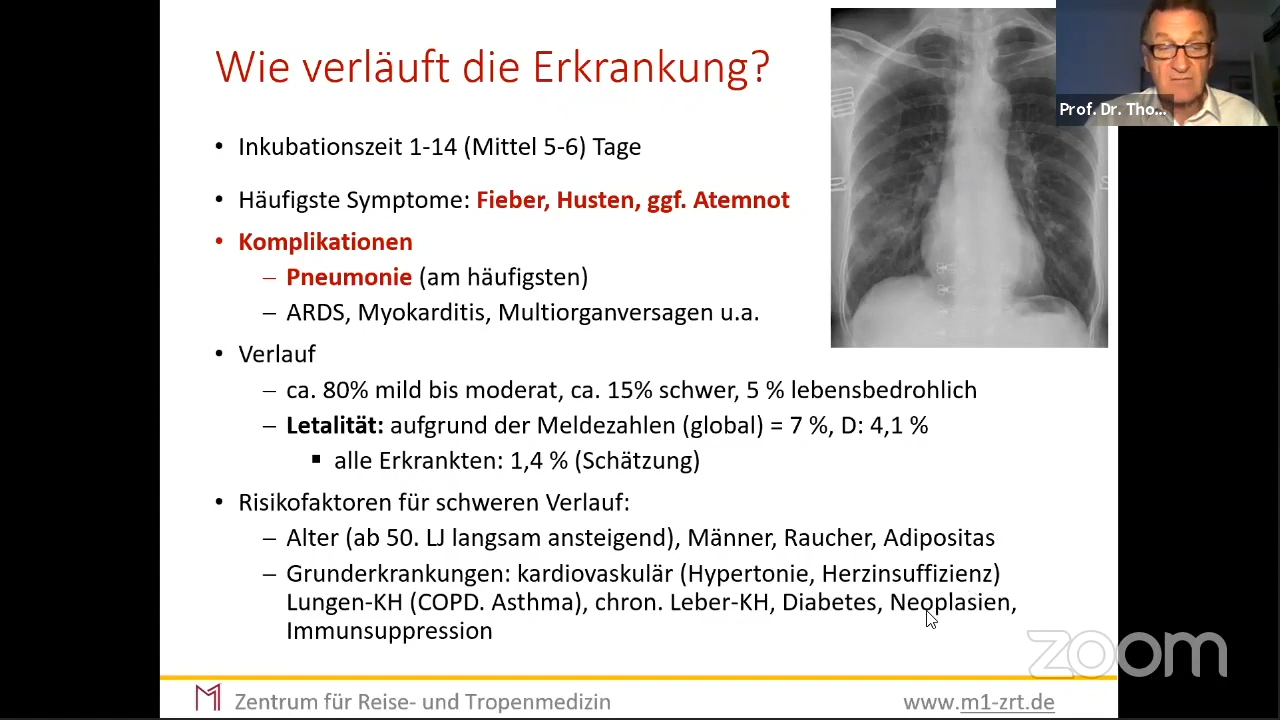 Wie verläuft die Erkrankung?
Prof. Dr. Tho...
• Inkubationszeit 1-14 (Mittel 5-6) Tage
• Häufigste Symptome: Fieber, Husten, ggf. Atemnot
• Komplikationen
– Pneumonie (am häufigsten)
– ARDS, Myokarditis, Multiorganversagen u.a.
• Verlauf
– ca. 80% mild bis moderat, ca. 15% schwer, 5 % lebensbedrohlich
– Letalität: aufgrund der Meldezahlen (global) = 7 %, D: 4,1 %
▪ alle Erkrankten: 1,4 % (Schätzung)
• Risikofaktoren für schweren Verlauf:
– Alter (ab 50. LJ langsam ansteigend), Männer, Raucher, Adipositas
– Grunderkrankungen: kardiovaskulär (Hypertonie, Herzinsuffizienz)
Lungen-KH (COPD. Asthma), chron. Leber-KH, Diabetes, Neoplasien,
Immunsuppression
zoom
Zentrum für Reise- und Tropenmedizin
www.m1-zrt.de